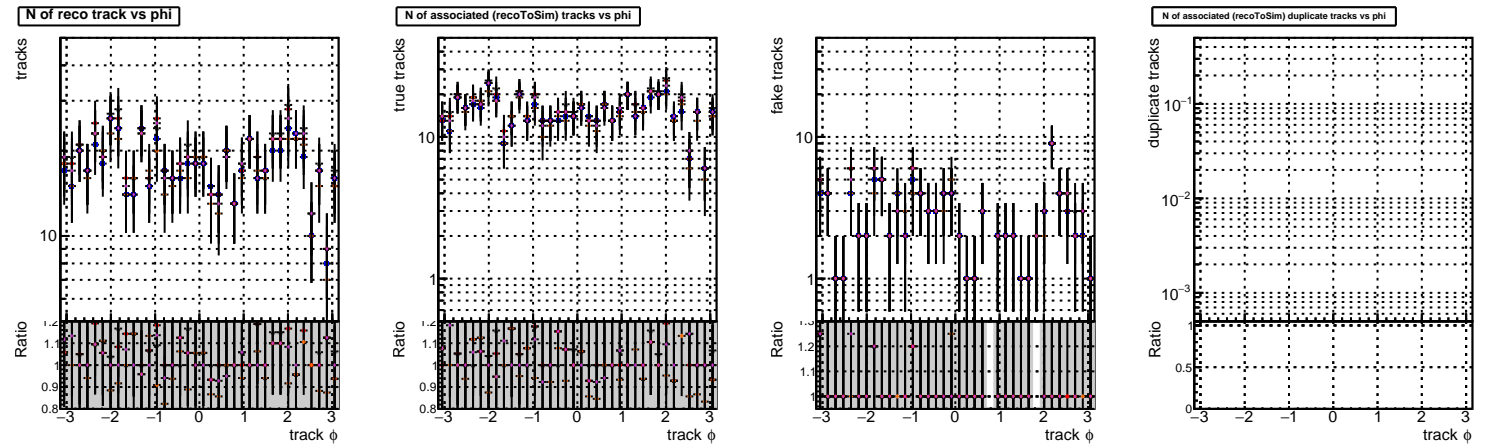 N of reco track vs phi
tracks
10
Ratio
1.2
1.1
1
0.9
0.8
−3 −2 −1 0 1 2 3
track ϕ
N of associated (recoToSim) tracks vs phi
true tracks
10
1
Ratio
1.2
1.1
1
0.9
0.8
−3 −2 −1 0 1 2 3
track ϕ
fake tracks
10
1
Ratio
1.3
1.2
1.1
1
−3 −2 −1 0 1 2 3
track ϕ
N of associated (recoToSim) duplicate tracks vs phi
duplicate tracks
10⁻¹
10⁻²
10⁻³
Ratio
1
0.5
0
−3 −2 −1 0 1 2 3
track ϕ